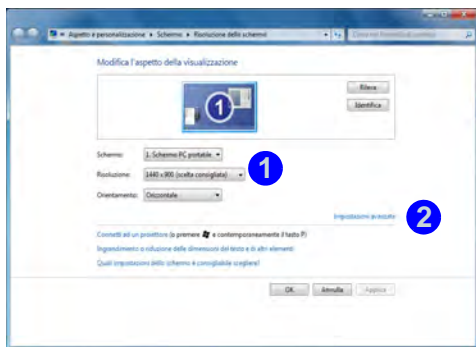 Aspetto e personalizzazione ▸ Schermo ▸ Risoluzione dello schermo
Modifica l'aspetto della visualizzazione
1
Rileva
Identifica
Schermo: 1. Schermo PC portatile
Risoluzione: 1440 x 900 (scelta consigliata)
1
Orientamento: Orizzontale
Impostazioni avanzate
2
Connetti ad un proiettore (o premere e contemporaneamente il tasto P)
Ingrandimento o riduzione delle dimensioni del testo e di altri elementi
Quali impostazioni dello schermo è consigliabile scegliere?
OK Annulla Applica